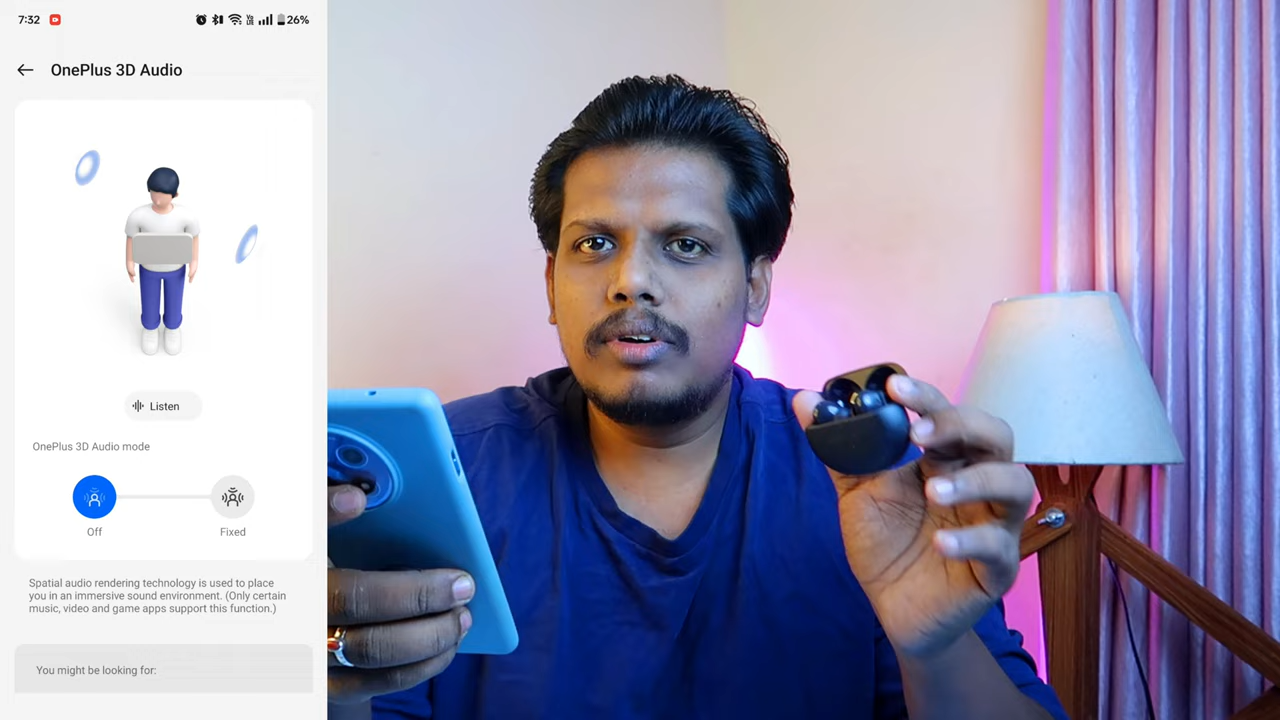 7:32
26%
OnePlus 3D Audio
Listen
OnePlus 3D Audio mode
Off
Fixed
Spatial audio rendering technology is used to place
you in an immersive sound environment. (Only certain
music, video and game apps support this function.)
You might be looking for: